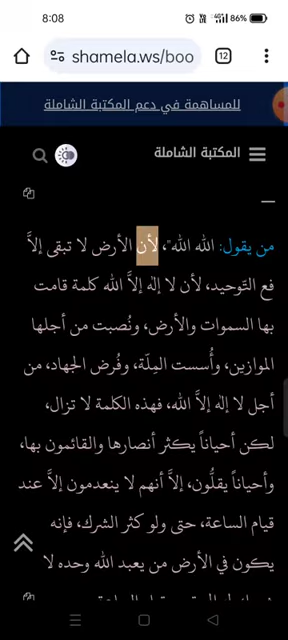 8:08
86%
shamela.ws/boo
12
للمساهمة في دعم المكتبة الشاملة
المكتبة الشاملة
من يقول: الله الله"، لأن الأرض لا تبقى إلاَّ
فع التّوحيد، لأن لا إله إلاَّ الله كلمة قامت
بها السموات والأرض، ونُصبت من أجلها
الموازين، وأُسست المِلّة، وفُرض الجهاد، من
أجل لا إله إلاَّ الله، فهذه الكلمة لا تزال،
لكن أحياناً يكثر أنصارها والقائمون بها،
وأحياناً يقلُّون، إلاَّ أنهم لا ينعدمون إلاَّ عند
قيام الساعة، حتى ولو كثر الشرك، فإنه
يكون في الأرض من يعبد الله وحده لا